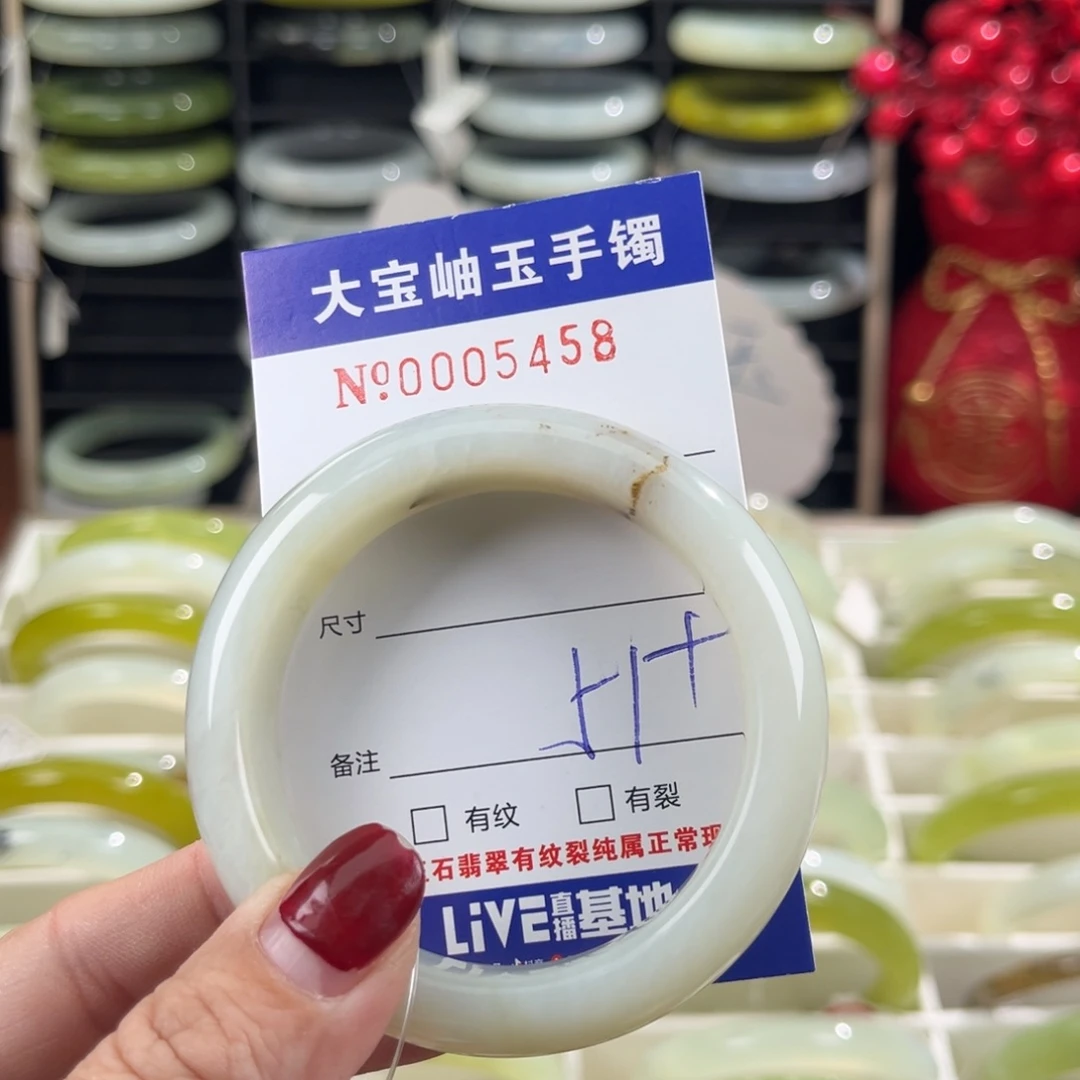 大宝岫玉手镯
Nº0005458
尺寸
备注
有纹
有裂
石翡翠有纹裂纯属正常现
LiVE直播基地